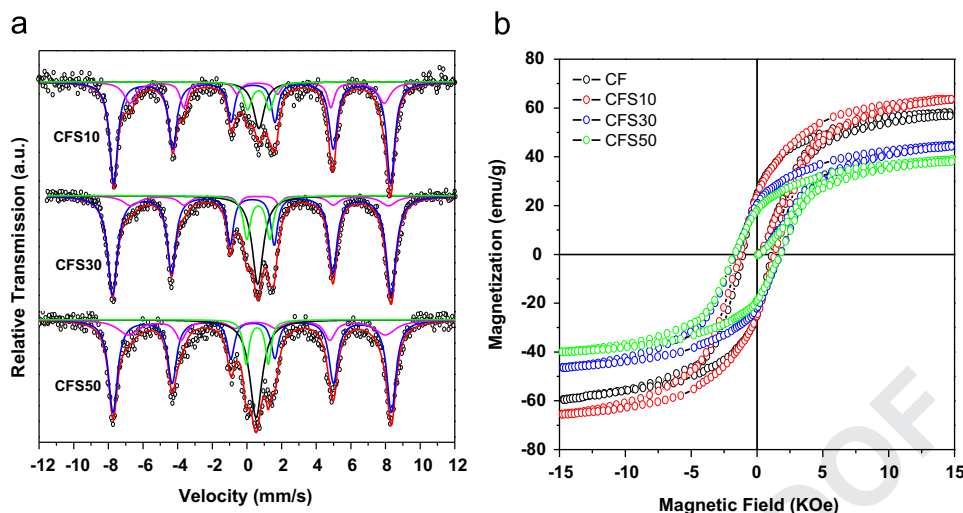 a
CFS10
CFS30
CFS50
Relative Transmission (a.u.)
-12 -10 -8 -6 -4 -2 0 2 4 6 8 10 12
Velocity (mm/s)
b
80
60
40
20
0
-20
-40
-60
-80
Magnetization (emu/g)
CF
CFS10
CFS30
CFS50
-15 -10 -5 0 5 10 15
Magnetic Field (KOe)
OOF